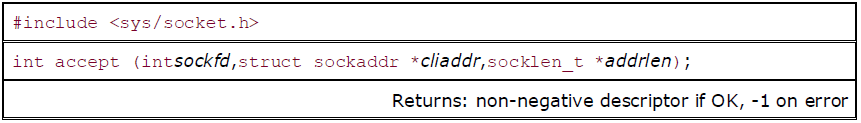 #include <sys/socket.h>
int accept (intsockfd,struct sockaddr *cliaddr,socklen_t *addrlen);
Returns: non-negative descriptor if OK, -1 on error